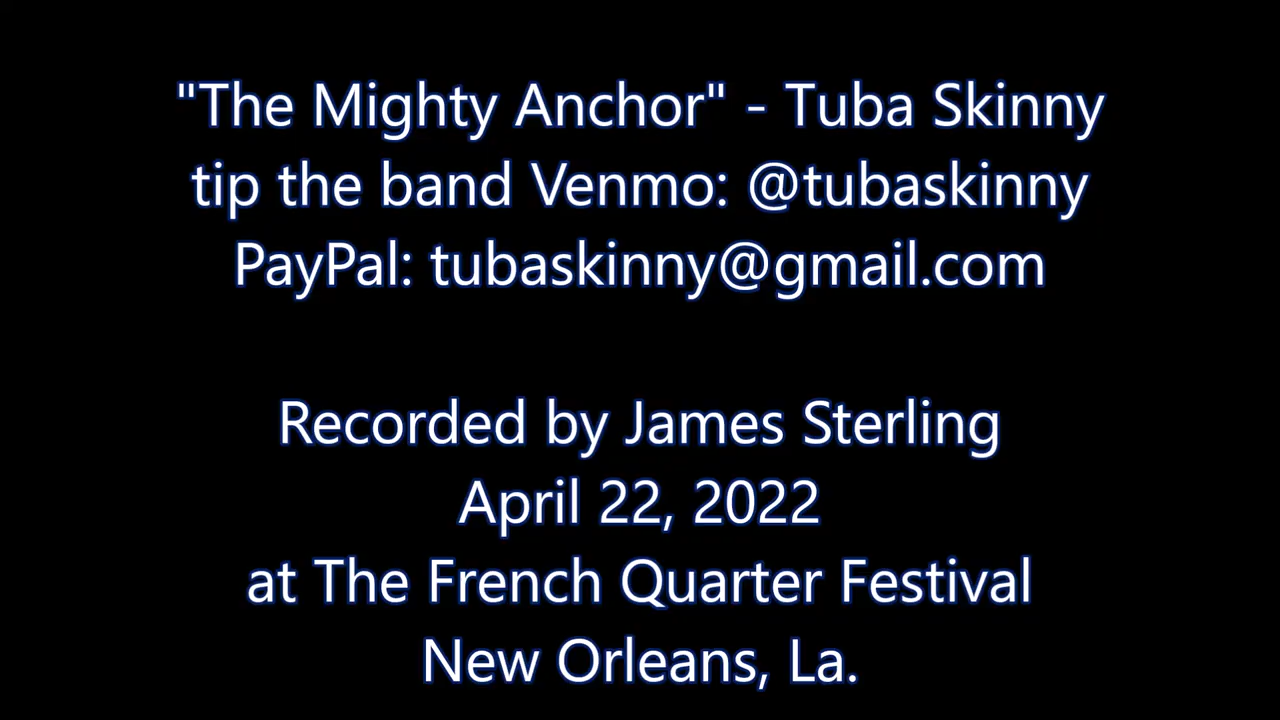 "The Mighty Anchor" - Tuba Skinny
tip the band Venmo: @tubaskinny
PayPal: tubaskinny@gmail.com
Recorded by James Sterling
April 22, 2022
at The French Quarter Festival
New Orleans, La.